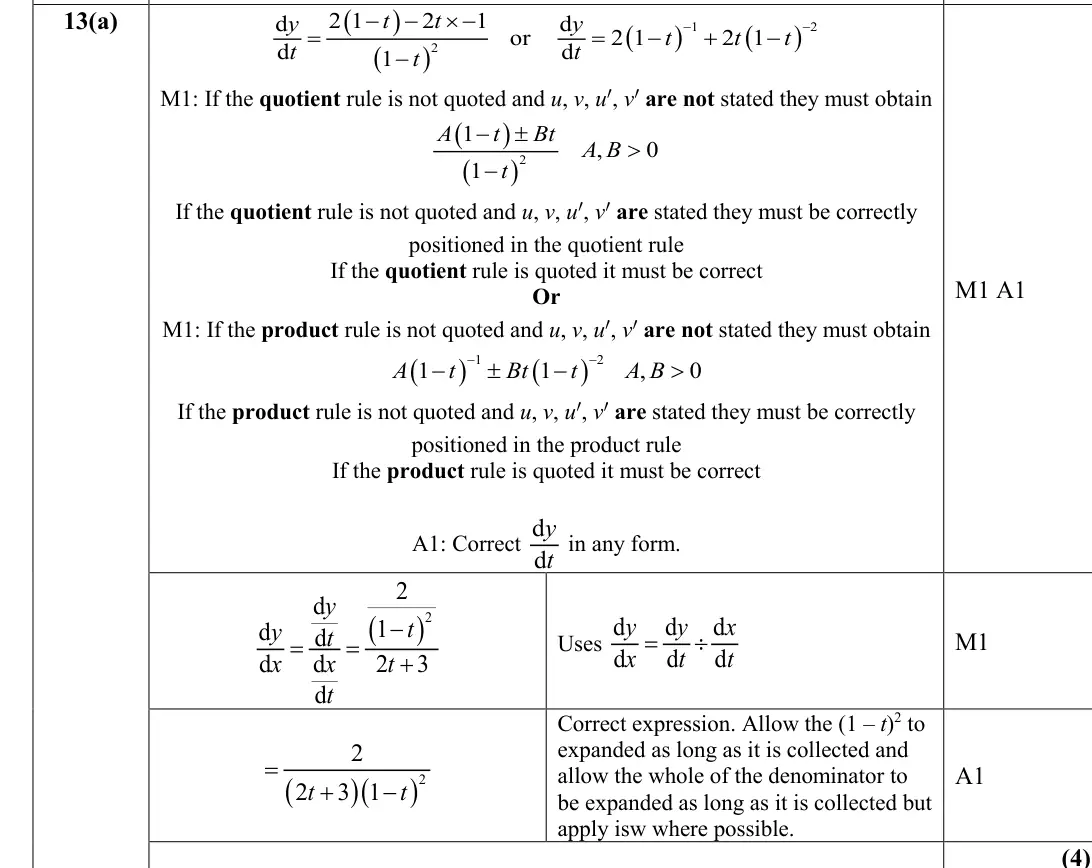 13(a)
dy/dt = (2(1 − t) − 2t × −1)/(1 − t)² or dy/dt = 2(1 − t)⁻¹ + 2t(1 − t)⁻²
M1: If the quotient rule is not quoted and u, v, u′, v′ are not stated they must obtain
(A(1 − t) ± Bt)/(1 − t)² A, B > 0
If the quotient rule is not quoted and u, v, u′, v′ are stated they must be correctly
positioned in the quotient rule
If the quotient rule is quoted it must be correct
Or
M1: If the product rule is not quoted and u, v, u′, v′ are not stated they must obtain
A(1 − t)⁻¹ ± Bt(1 − t)⁻² A, B > 0
If the product rule is not quoted and u, v, u′, v′ are stated they must be correctly
positioned in the product rule
If the product rule is quoted it must be correct
A1: Correct dy/dt in any form.
M1 A1
dy/dx = (dy/dt)/(dx/dt) = (2/(1 − t)²)/(2t + 3)
Uses dy/dx = dy/dt ÷ dx/dt
M1
= 2/((2t + 3)(1 − t)²)
Correct expression. Allow the (1 – t)² to
expanded as long as it is collected and
allow the whole of the denominator to
be expanded as long as it is collected but
apply isw where possible.
A1
(4)